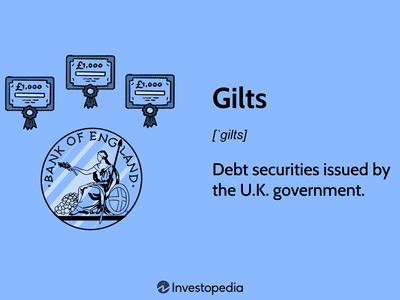 £1,000
£1,000
£1,000
BANK OF ENGLAND.
Gilts
[ˈgilts]
Debt securities issued by
the U.K. government.
Investopedia